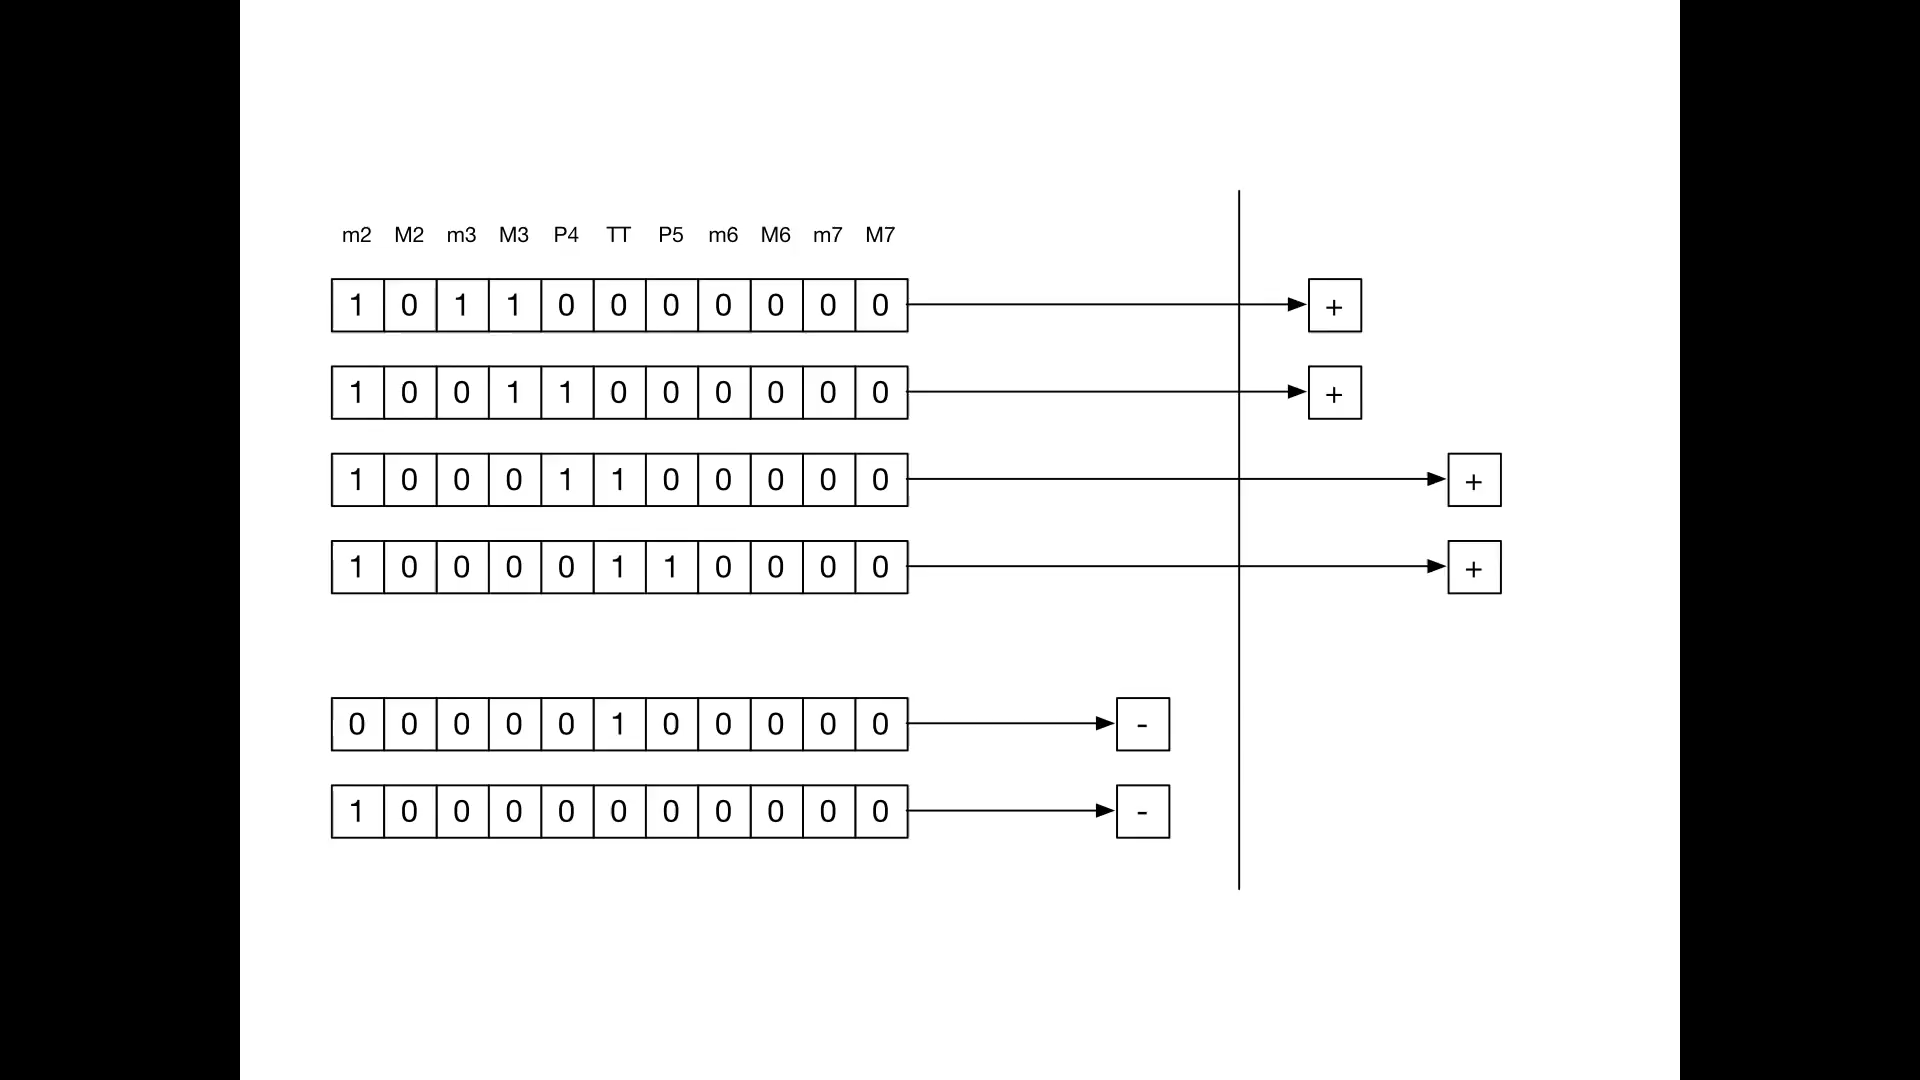 m2 M2 m3 M3 P4 TT P5 m6 M6 m7 M7
1 0 1 1 0 0 0 0 0 0 0 +
1 0 0 1 1 0 0 0 0 0 0 +
1 0 0 0 1 1 0 0 0 0 0 +
1 0 0 0 0 1 1 0 0 0 0 +
0 0 0 0 0 1 0 0 0 0 0 -
1 0 0 0 0 0 0 0 0 0 0 -